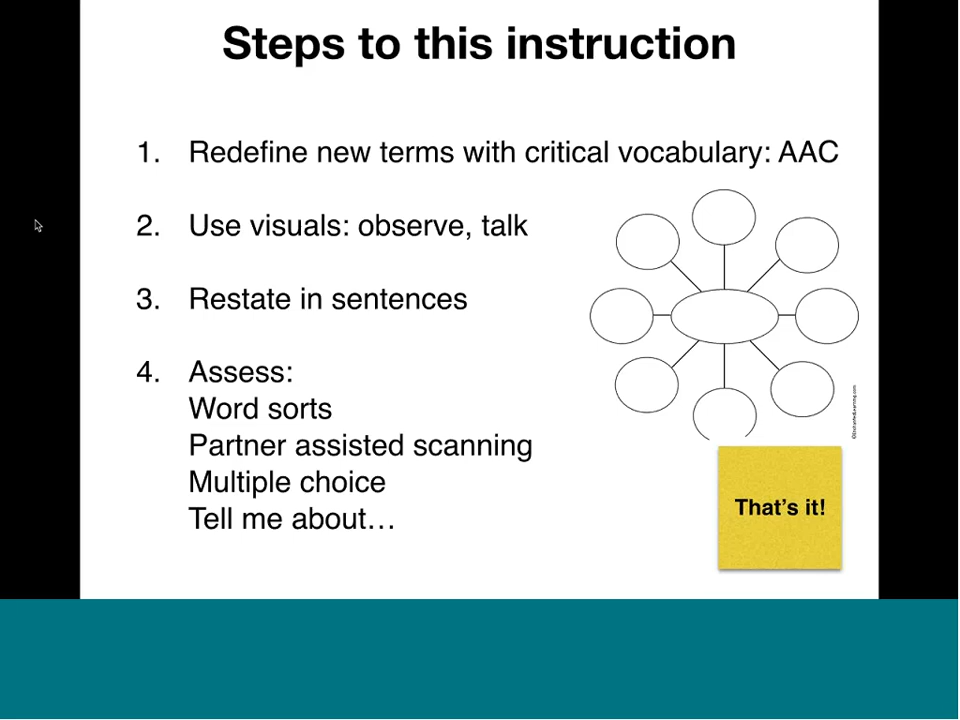 Steps to this instruction
1. Redefine new terms with critical vocabulary: AAC
2. Use visuals: observe, talk
3. Restate in sentences
4. Assess:
Word sorts
Partner assisted scanning
Multiple choice
Tell me about…
That's it!